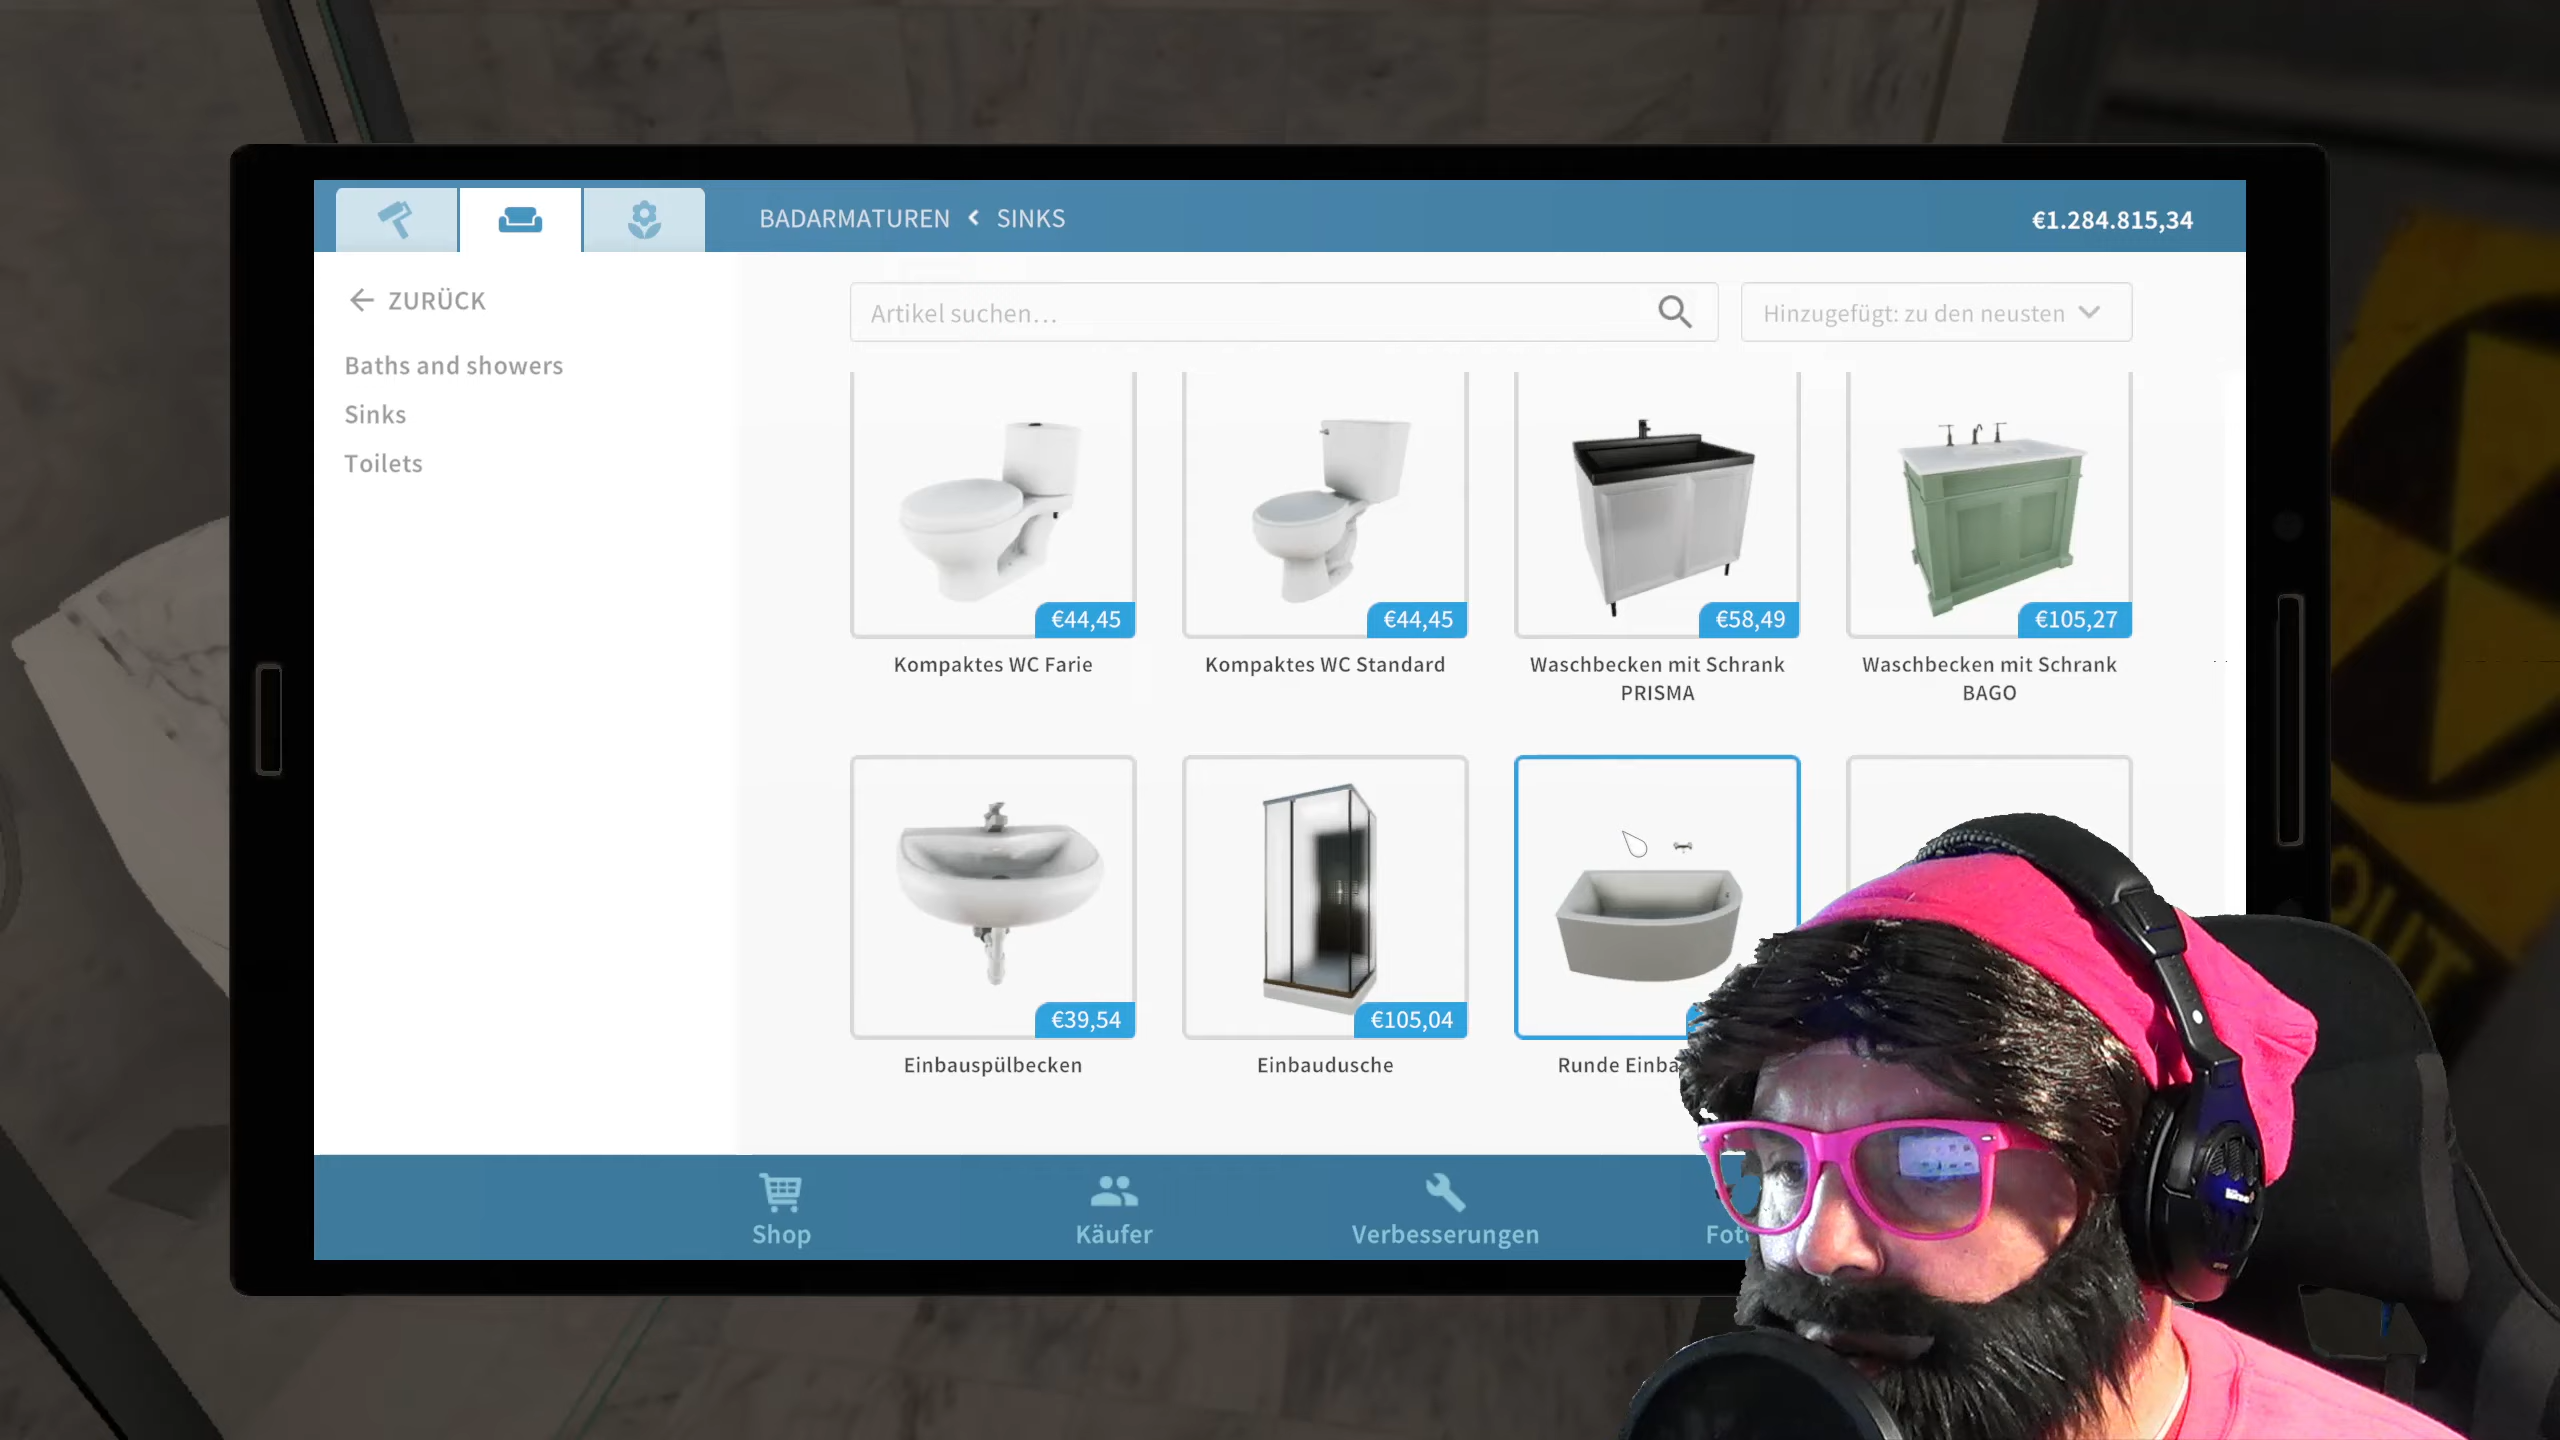 BADARMATUREN < SINKS
€1.284.815,34
ZURÜCK
Artikel suchen...
Hinzugefügt: zu den neusten
Baths and showers
Sinks
Toilets
€44,45
€44,45
€58,49
€105,27
Kompaktes WC Farie
Kompaktes WC Standard
Waschbecken mit Schrank
PRISMA
Waschbecken mit Schrank
BAGO
€39,54
€105,04
Einbauspülbecken
Einbaudusche
Runde Einba
Shop
Käufer
Verbesserungen
Fot
OUT